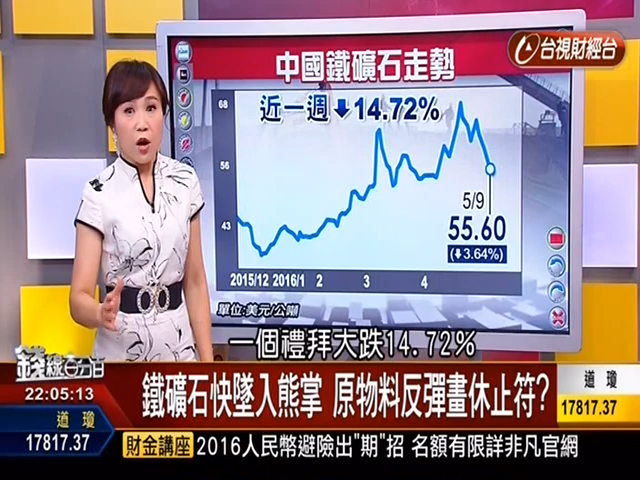 台視財經台
中國鐵礦石走勢
近一週⬇14.72%
68
56
43
5/9
55.60
(⬇3.64%)
2015/12 2016/1 2 3 4
單位:美元/公噸
一個禮拜大跌14.72%
錢線百分百
22:05:13
鐵礦石快墜入熊掌 原物料反彈畫休止符?
道 瓊
17817.37
道 瓊
17817.37
財金講座 2016人民幣避險出"期"招 名額有限詳非凡官網